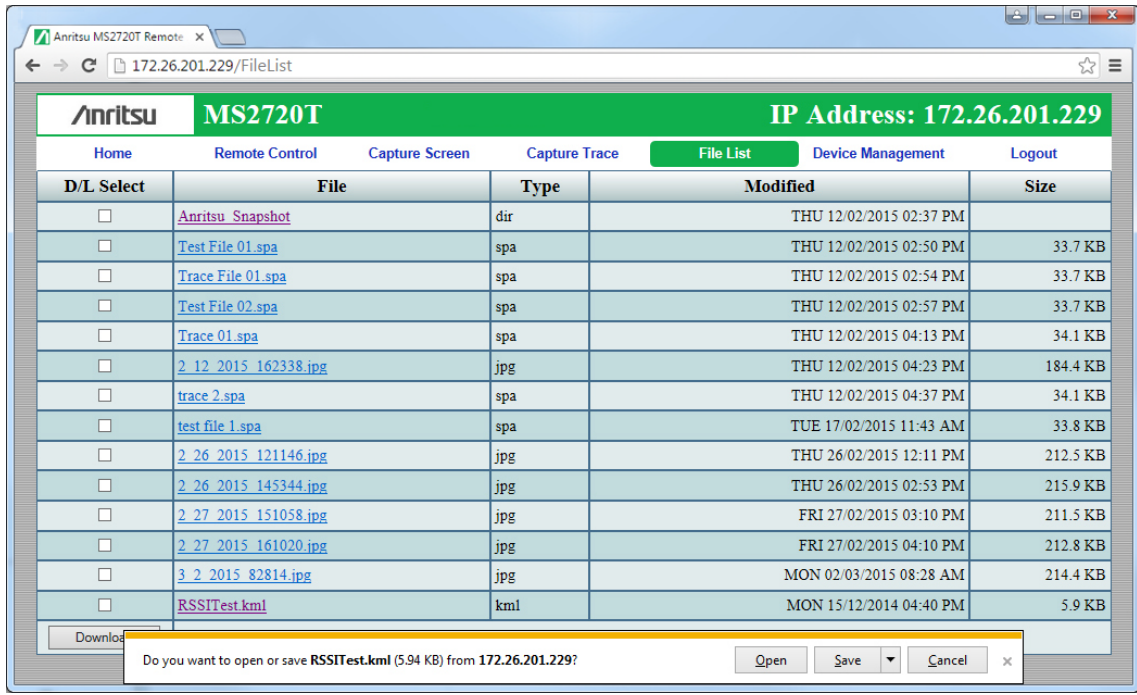 Anritsu MS2720T Remote
172.26.201.229/FileList
Anritsu MS2720T IP Address: 172.26.201.229
Home Remote Control Capture Screen Capture Trace File List Device Management Logout
D/L Select File Type Modified Size
Anritsu_Snapshot dir THU 12/02/2015 02:37 PM
Test File 01.spa spa THU 12/02/2015 02:50 PM 33.7 KB
Trace File 01.spa spa THU 12/02/2015 02:54 PM 33.7 KB
Test File 02.spa spa THU 12/02/2015 02:57 PM 33.7 KB
Trace 01.spa spa THU 12/02/2015 04:13 PM 34.1 KB
2_12_2015_162338.jpg jpg THU 12/02/2015 04:23 PM 184.4 KB
trace 2.spa spa THU 12/02/2015 04:37 PM 34.1 KB
test file 1.spa spa TUE 17/02/2015 11:43 AM 33.8 KB
2_26_2015_121146.jpg jpg THU 26/02/2015 12:11 PM 212.5 KB
2_26_2015_145344.jpg jpg THU 26/02/2015 02:53 PM 215.9 KB
2_27_2015_151058.jpg jpg FRI 27/02/2015 03:10 PM 211.5 KB
2_27_2015_161020.jpg jpg FRI 27/02/2015 04:10 PM 212.8 KB
3_2_2015_82814.jpg jpg MON 02/03/2015 08:28 AM 214.4 KB
RSSITest.kml kml MON 15/12/2014 04:40 PM 5.9 KB
Downloa
Do you want to open or save RSSITest.kml (5.94 KB) from 172.26.201.229? Open Save Cancel